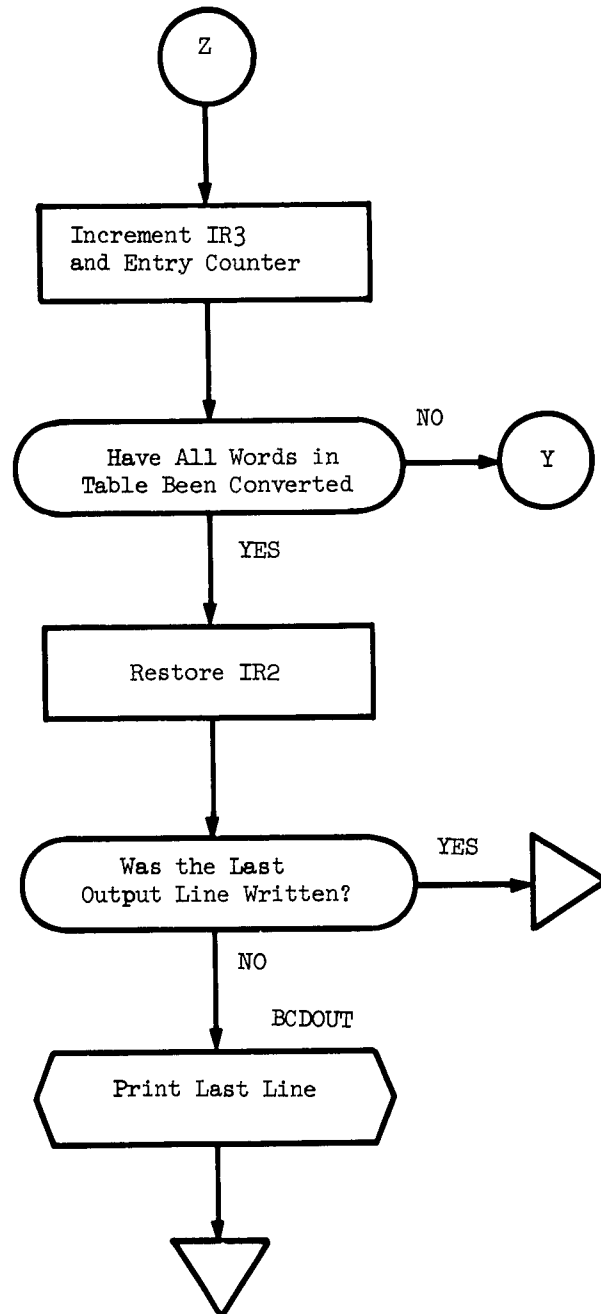 Z
Increment IR3
and Entry Counter
NO
Have All Words in
Table Been Converted
Y
YES
Restore IR2
Was the Last
Output Line Written?
YES
NO
BCDOUT
Print Last Line